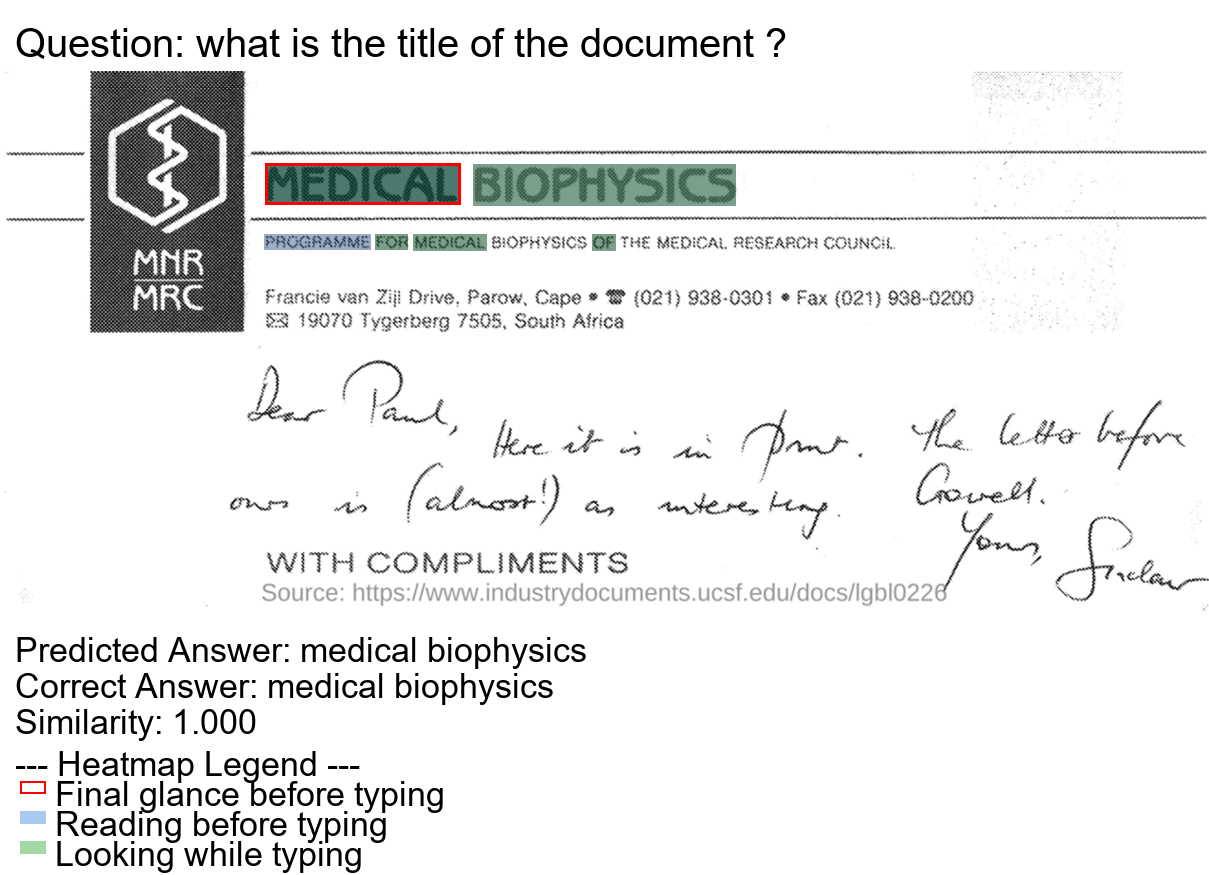 Question: what is the title of the document ?
MEDICAL BIOPHYSICS
PROGRAMME FOR MEDICAL BIOPHYSICS OF THE MEDICAL RESEARCH COUNCIL
MNR
MRC
Francie van Zijl Drive, Parow, Cape • ☎ (021) 938-0301 • Fax (021) 938-0200
✉ 19070 Tygerberg 7505, South Africa
Dear Paul,
Here it is in print. The letter before
ours is (almost!) as interesting. Crowell.
Yours, Sinclair
WITH COMPLIMENTS
Source: https://www.industrydocuments.ucsf.edu/docs/lgbl0226
Predicted Answer: medical biophysics
Correct Answer: medical biophysics
Similarity: 1.000
--- Heatmap Legend ---
Final glance before typing
Reading before typing
Looking while typing